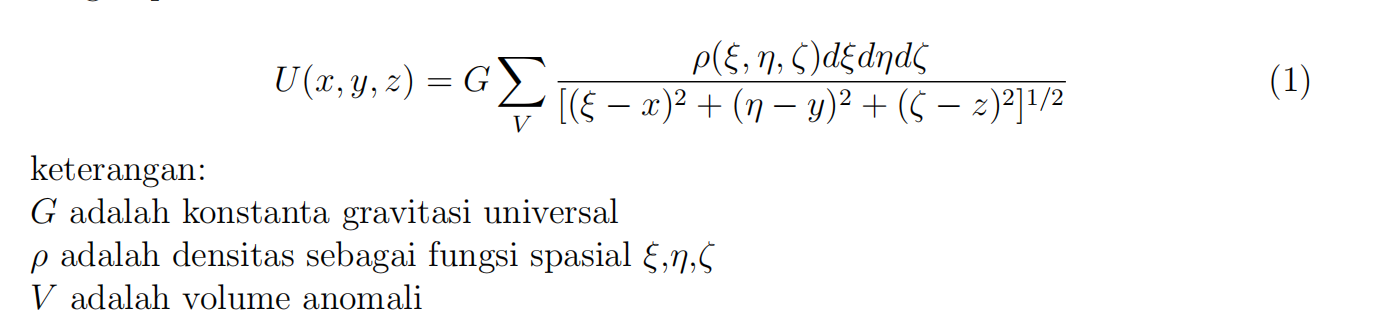 U(x, y, z) = G ∑_V ρ(ξ, η, ζ)dξdηdζ / [(ξ − x)² + (η − y)² + (ζ − z)²]^{1/2} (1)
keterangan:
G adalah konstanta gravitasi universal
ρ adalah densitas sebagai fungsi spasial ξ,η,ζ
V adalah volume anomali